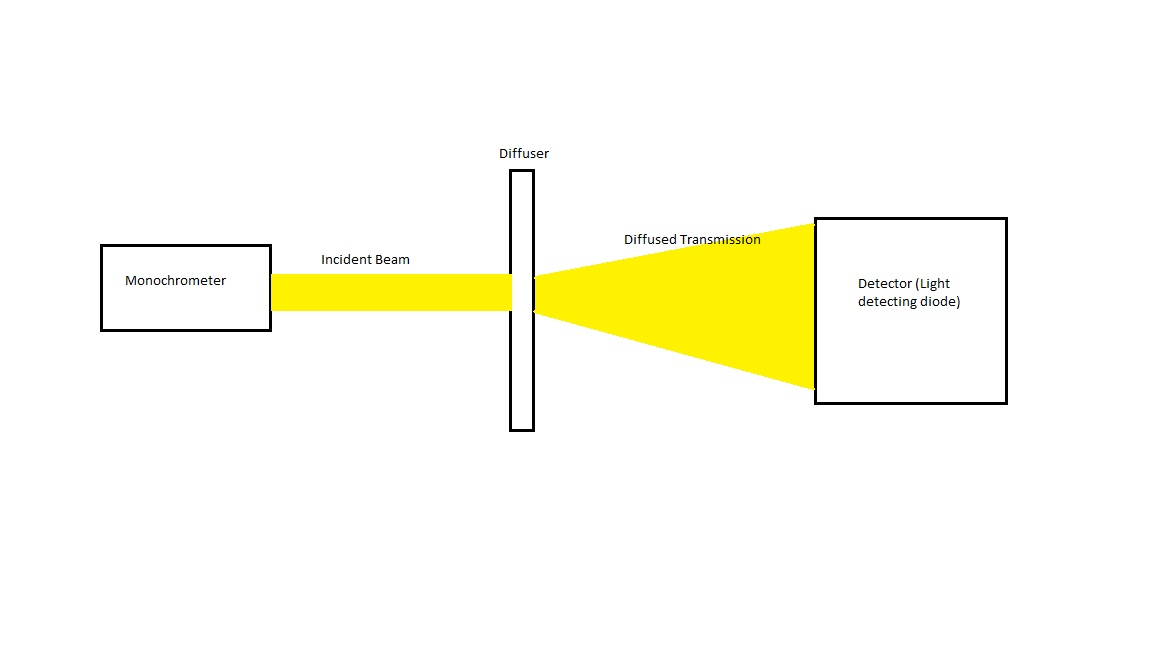 Diffuser
Diffused Transmission
Incident Beam
Monochrometer
Detector (Light
detecting diode)